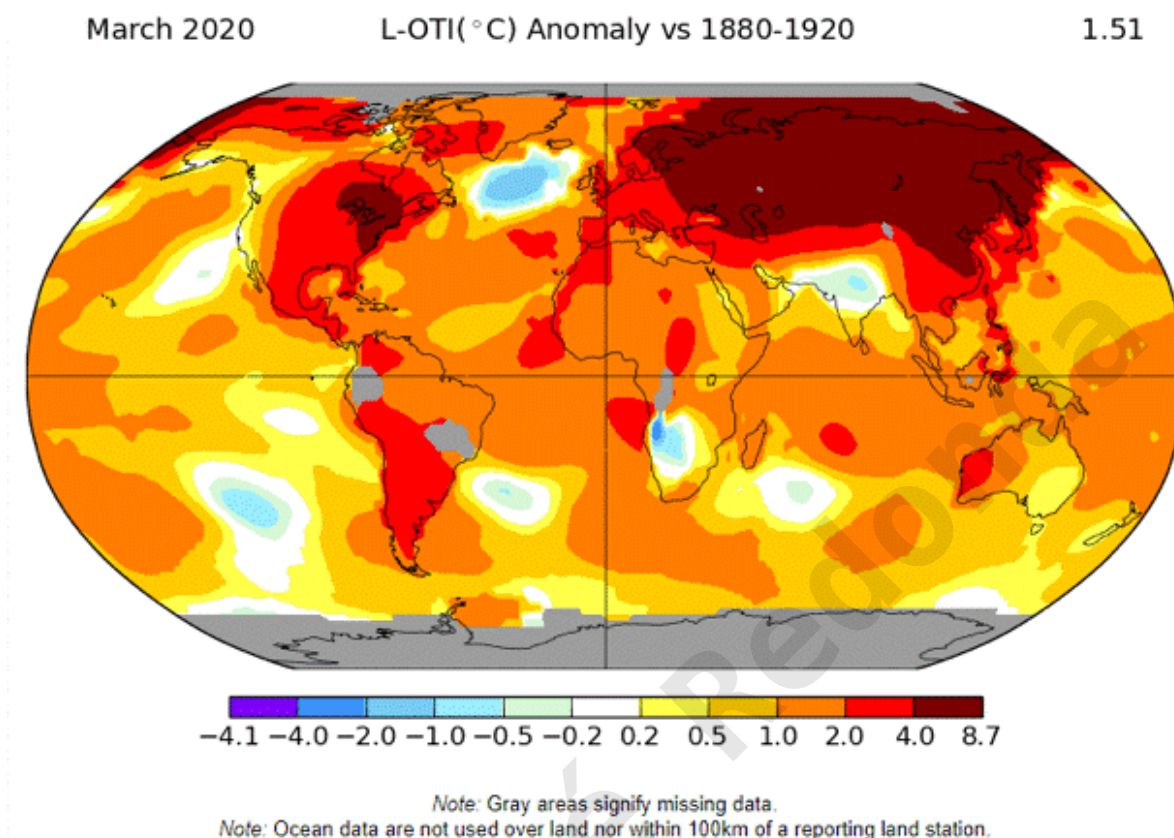 March 2020 L-OTI(°C) Anomaly vs 1880-1920 1.51
−4.1 −4.0 −2.0 −1.0 −0.5 −0.2 0.2 0.5 1.0 2.0 4.0 8.7
Note: Gray areas signify missing data.
Note: Ocean data are not used over land nor within 100km of a reporting land station.
é Redonda